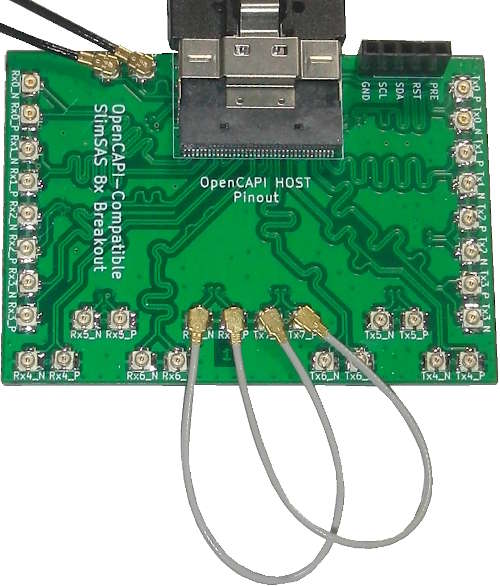 GND
SCL
SDA
RST
PRE
OpenCAPI-Compatible
SlimSAS 8x Breakout
OpenCAPI HOST
Pinout
Rx0_N
Rx0_P
Rx1_N
Rx1_P
Rx2_N
Rx2_P
Rx3_N
Rx3_P
Tx0_P
Tx0_N
Tx1_P
Tx1_N
Tx2_P
Tx2_N
Tx3_P
Tx3_N
Rx5_N
Rx5_P
Tx7_P
Tx5_N
Tx5_P
Rx4_N
Rx4_P
Rx6_N
Tx6_N
Tx4_N
Tx4_P